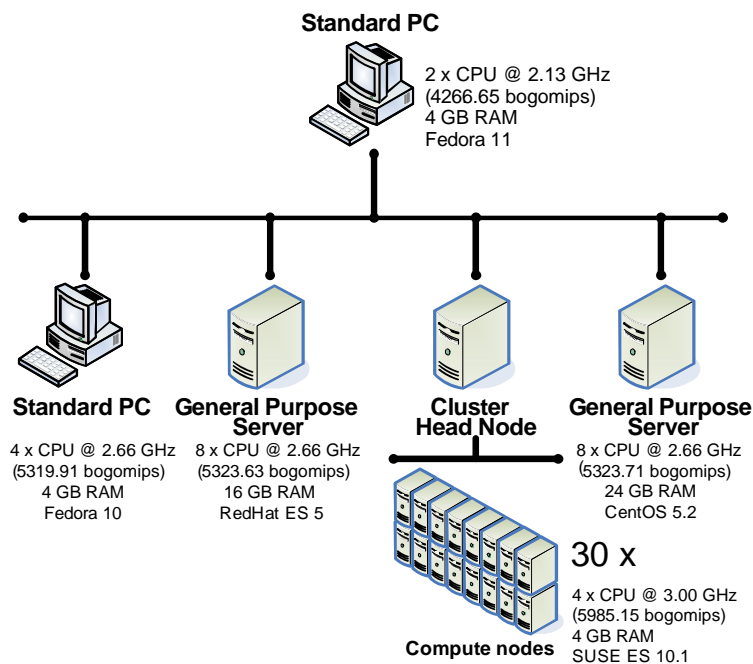 Standard PC
2 x CPU @ 2.13 GHz
(4266.65 bogomips)
4 GB RAM
Fedora 11
Standard PC
4 x CPU @ 2.66 GHz
(5319.91 bogomips)
4 GB RAM
Fedora 10
General Purpose
Server
8 x CPU @ 2.66 GHz
(5323.63 bogomips)
16 GB RAM
RedHat ES 5
Cluster
Head Node
General Purpose
Server
8 x CPU @ 2.66 GHz
(5323.71 bogomips)
24 GB RAM
CentOS 5.2
30 x
4 x CPU @ 3.00 GHz
(5985.15 bogomips)
4 GB RAM
SUSE ES 10.1
Compute nodes